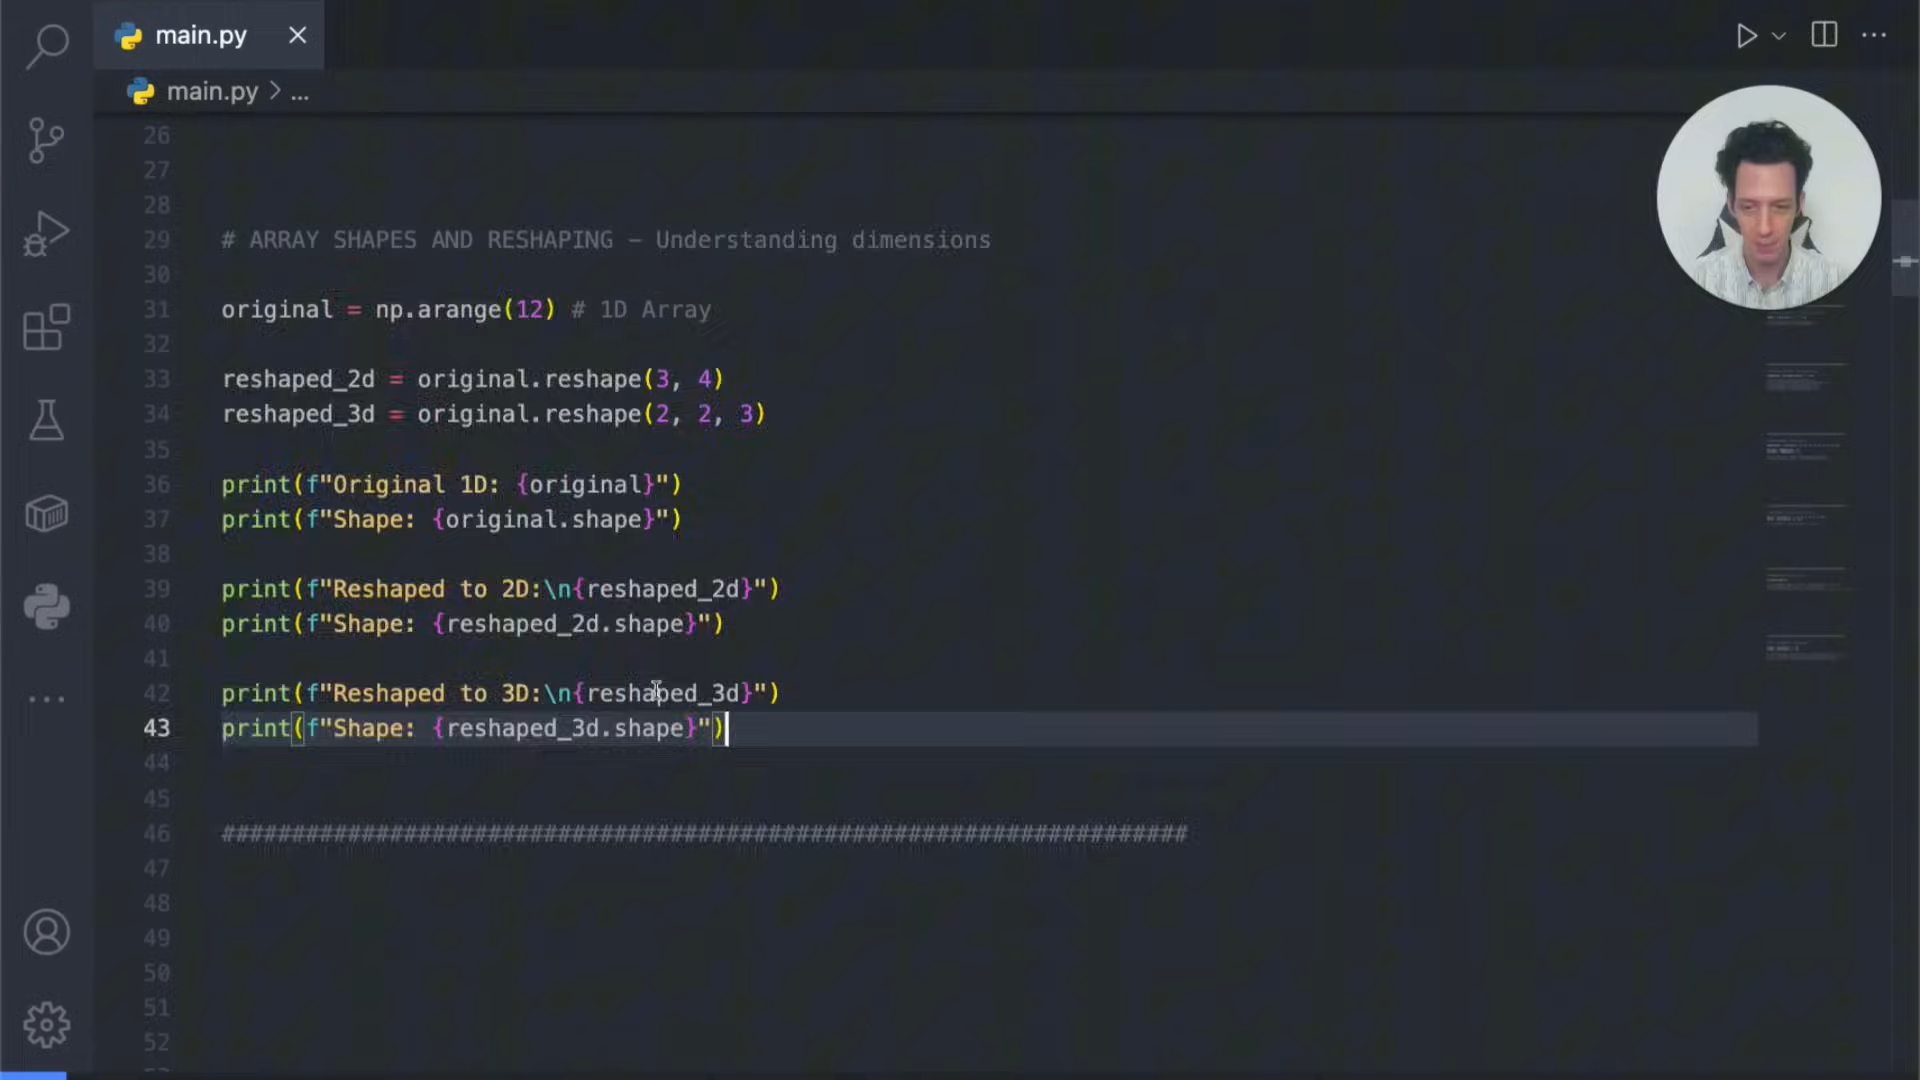 main.py
main.py > ...
26
27
28
29 # ARRAY SHAPES AND RESHAPING – Understanding dimensions
30
31 original = np.arange(12) # 1D Array
32
33 reshaped_2d = original.reshape(3, 4)
34 reshaped_3d = original.reshape(2, 2, 3)
35
36 print(f"Original 1D: {original}")
37 print(f"Shape: {original.shape}")
38
39 print(f"Reshaped to 2D:\n{reshaped_2d}")
40 print(f"Shape: {reshaped_2d.shape}")
41
42 print(f"Reshaped to 3D:\n{reshaped_3d}")
43 print(f"Shape: {reshaped_3d.shape}")
44
45
46 #####################################################################
47
48
49
50
51
52